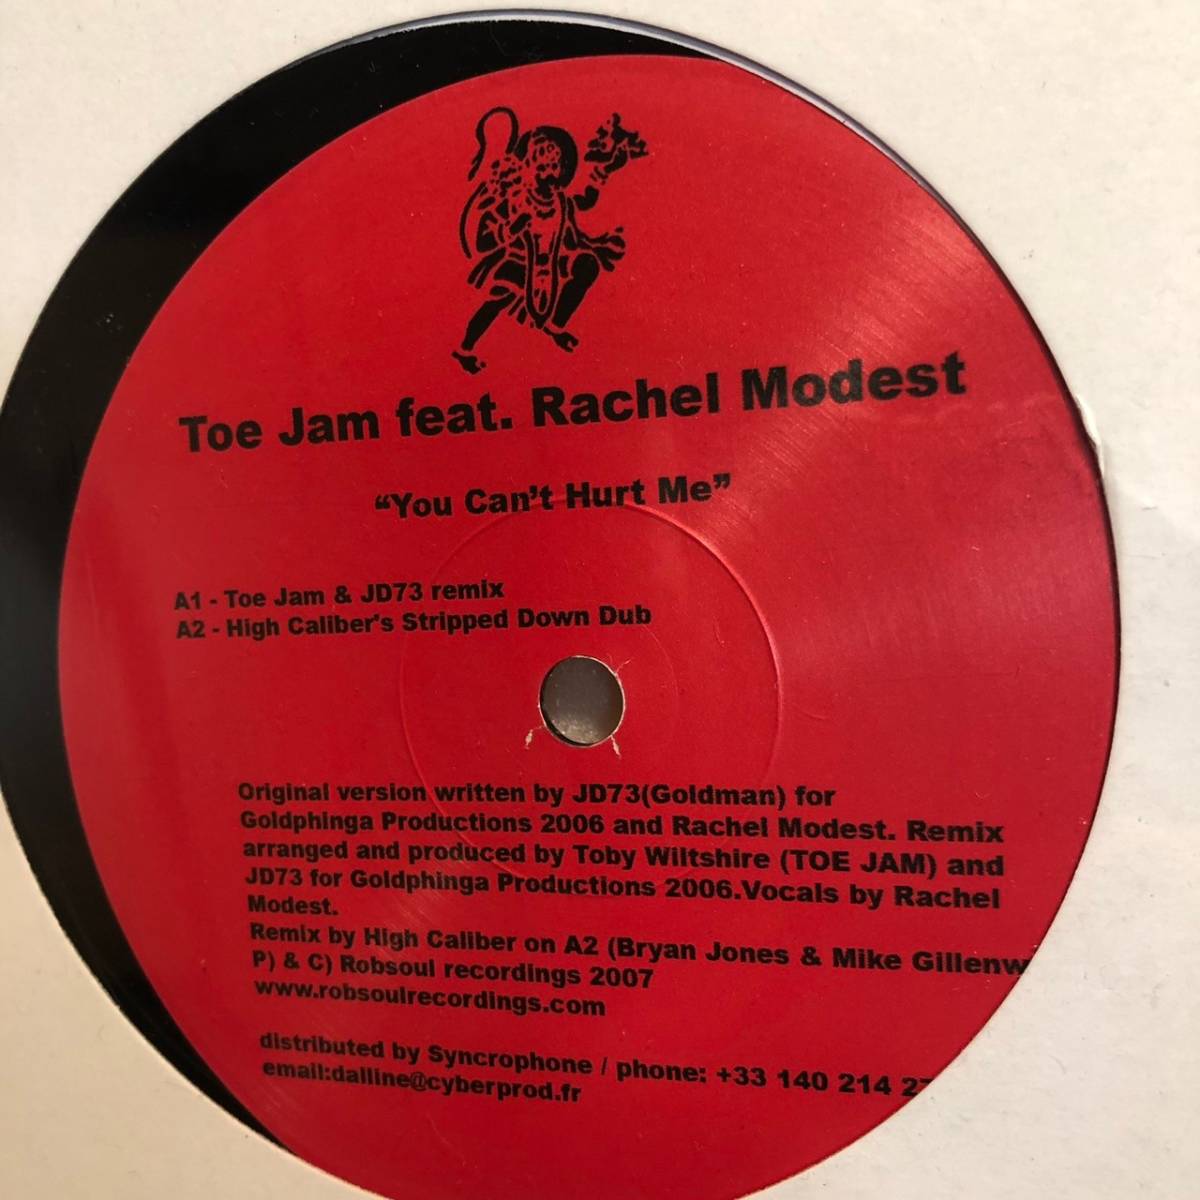 Toe Jam feat. Rachel Modest
“You Can't Hurt Me”
A1 - Toe Jam & JD73 remix
A2 - High Caliber's Stripped Down Dub
Original version written by JD73(Goldman) for
Goldphinga Productions 2006 and Rachel Modest. Remix
arranged and produced by Toby Wiltshire (TOE JAM) and
JD73 for Goldphinga Productions 2006.Vocals by Rachel
Modest.
Remix by High Caliber on A2 (Bryan Jones & Mike Gillenw
P) & C) Robsoul recordings 2007
www.robsoulrecordings.com
distributed by Syncrophone / phone: +33 140 214 2
email:dalline@cyberprod.fr